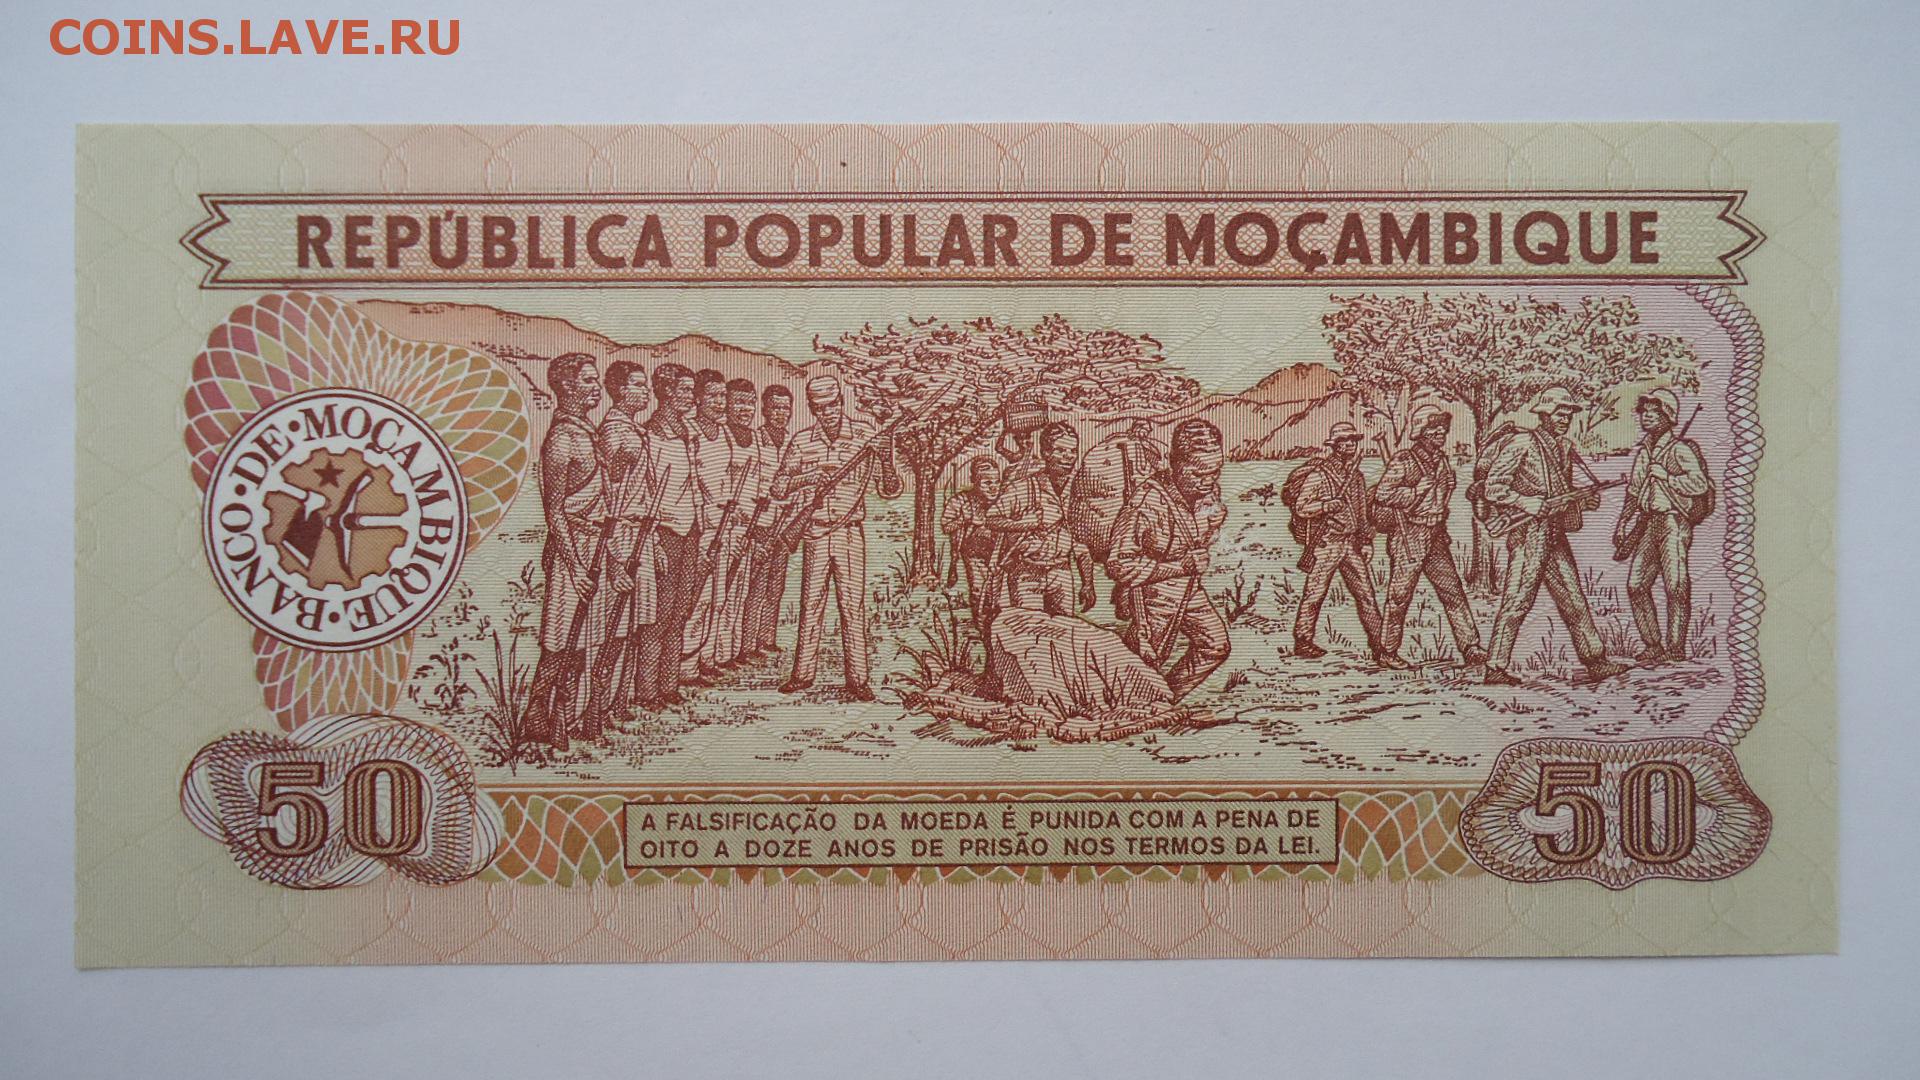 COINS.LAVE.RU
REPÚBLICA POPULAR DE MOÇAMBIQUE
BANCO·DE·MOÇAMBIQUE·
50
50
A FALSIFICAÇÃO DA MOEDA É PUNIDA COM A PENA DE
OITO A DOZE ANOS DE PRISÃO NOS TERMOS DA LEI.